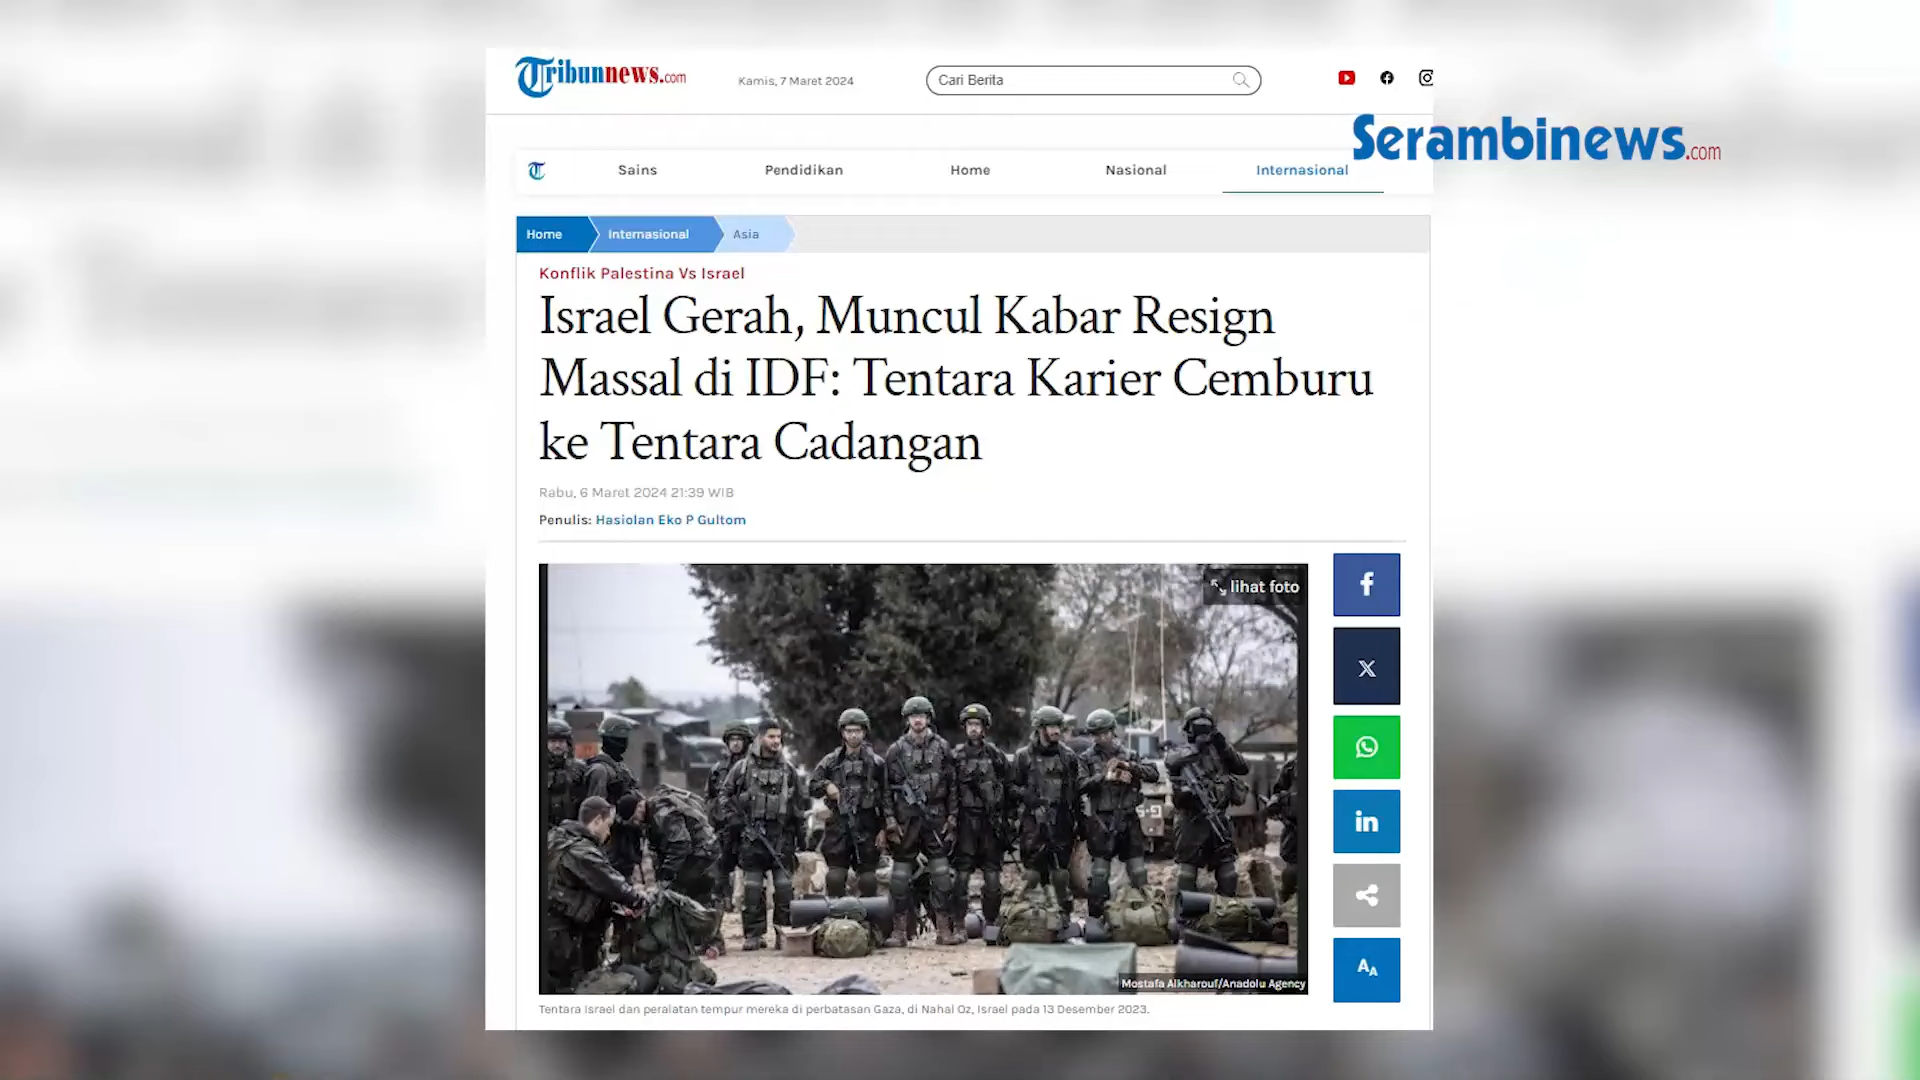 Tribunnews.com
Kamis, 7 Maret 2024
Cari Berita
Serambinews.com
Sains
Pendidikan
Home
Nasional
Internasional
Home
Internasional
Asia
Konflik Palestina Vs Israel
Israel Gerah, Muncul Kabar Resign
Massal di IDF: Tentara Karier Cemburu
ke Tentara Cadangan
Rabu, 6 Maret 2024 21:39 WIB
Penulis: Hasiolan Eko P Gultom
lihat foto
Mostafa Alkharouf/Anadolu Agency
Tentara Israel dan peralatan tempur mereka di perbatasan Gaza, di Nahal Oz, Israel pada 13 Desember 2023.